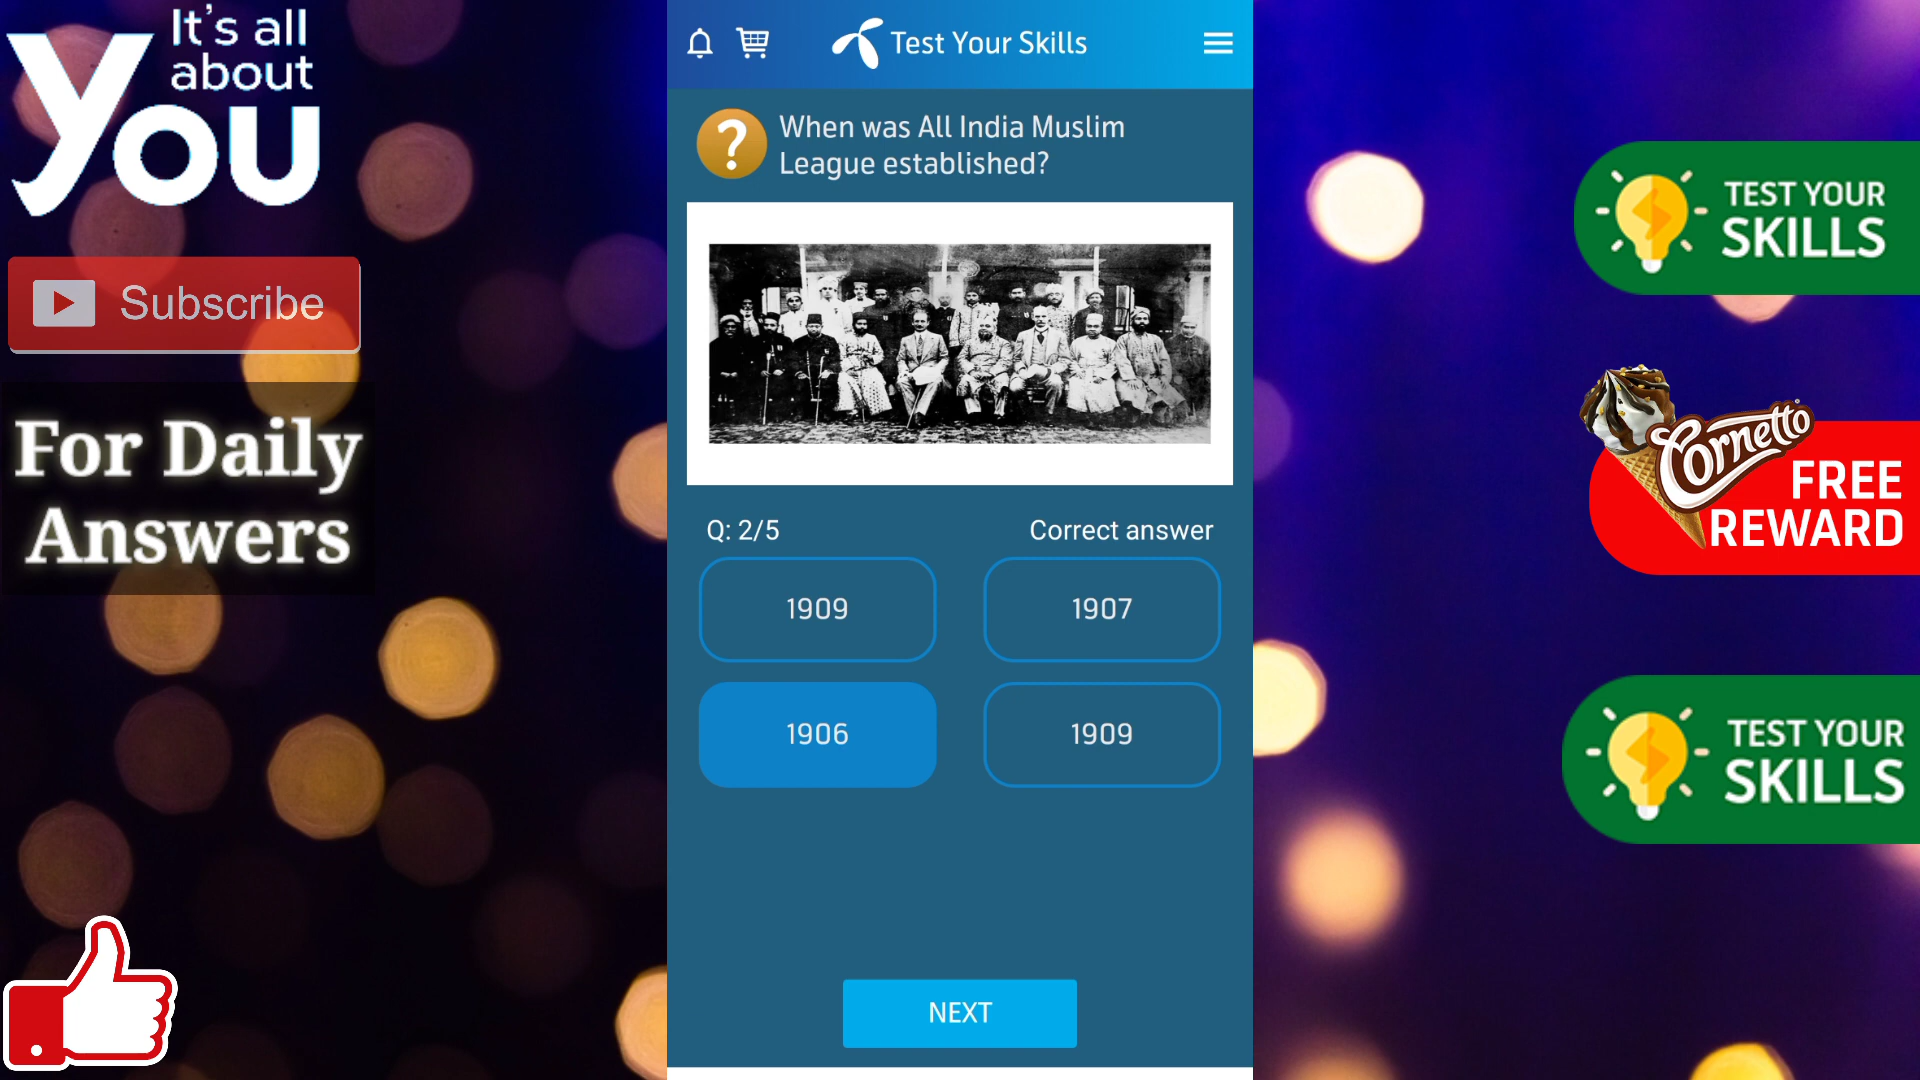 It's all
about
you
Subscribe
For Daily
Answers
Test Your Skills
?
When was All India Muslim
League established?
Q: 2/5
Correct answer
1909
1907
1906
1909
NEXT
TEST YOUR
SKILLS
Cornetto
FREE
REWARD
TEST YOUR
SKILLS